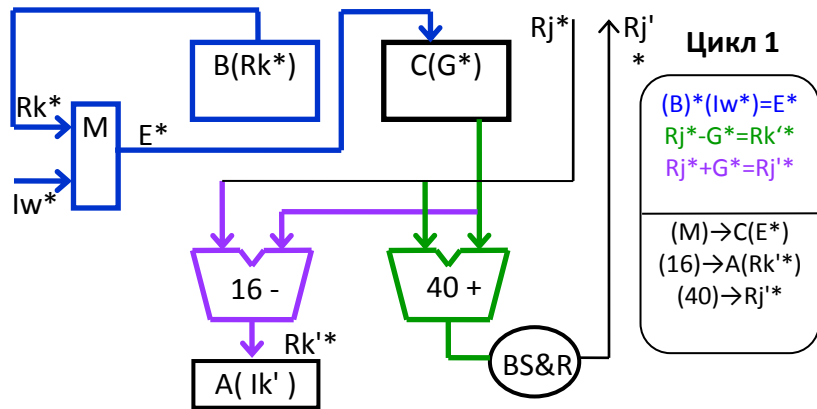 Rj*
Rj'
*
Цикл 1
B(Rk*)
C(G*)
Rk*
M
E*
Iw*
(B)*(Iw*)=E*
Rj*-G*=Rk‘*
Rj*+G*=Rj'*
(M)→C(E*)
(16)→A(Rk'*)
(40)→Rj'*
16 -
40 +
Rk'*
BS&R
A( Ik' )